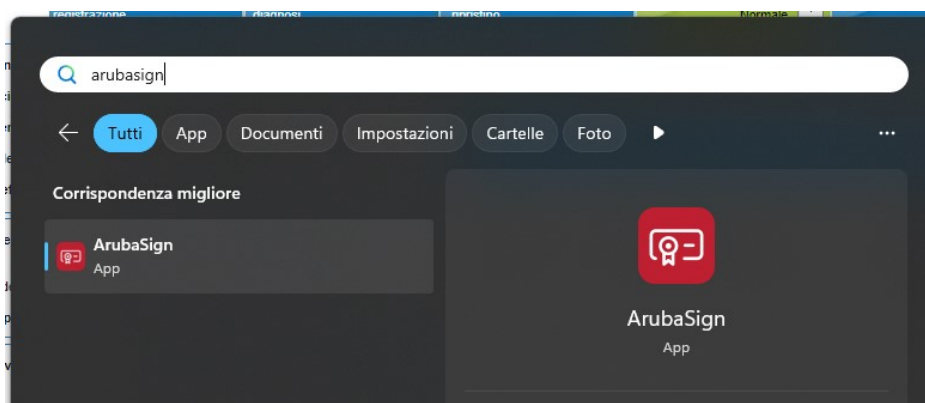 registrazione diagnosi ripristino Normale
arubasign
Tutti App Documenti Impostazioni Cartelle Foto
Corrispondenza migliore
ArubaSign
App
ArubaSign
App